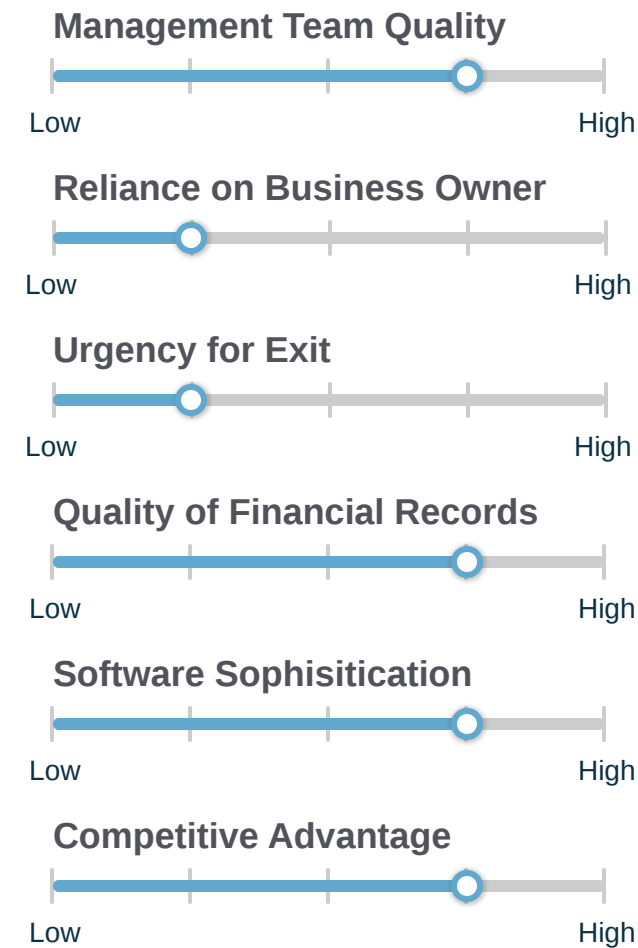 Management Team Quality
Low High
Reliance on Business Owner
Low High
Urgency for Exit
Low High
Quality of Financial Records
Low High
Software Sophisitication
Low High
Competitive Advantage
Low High